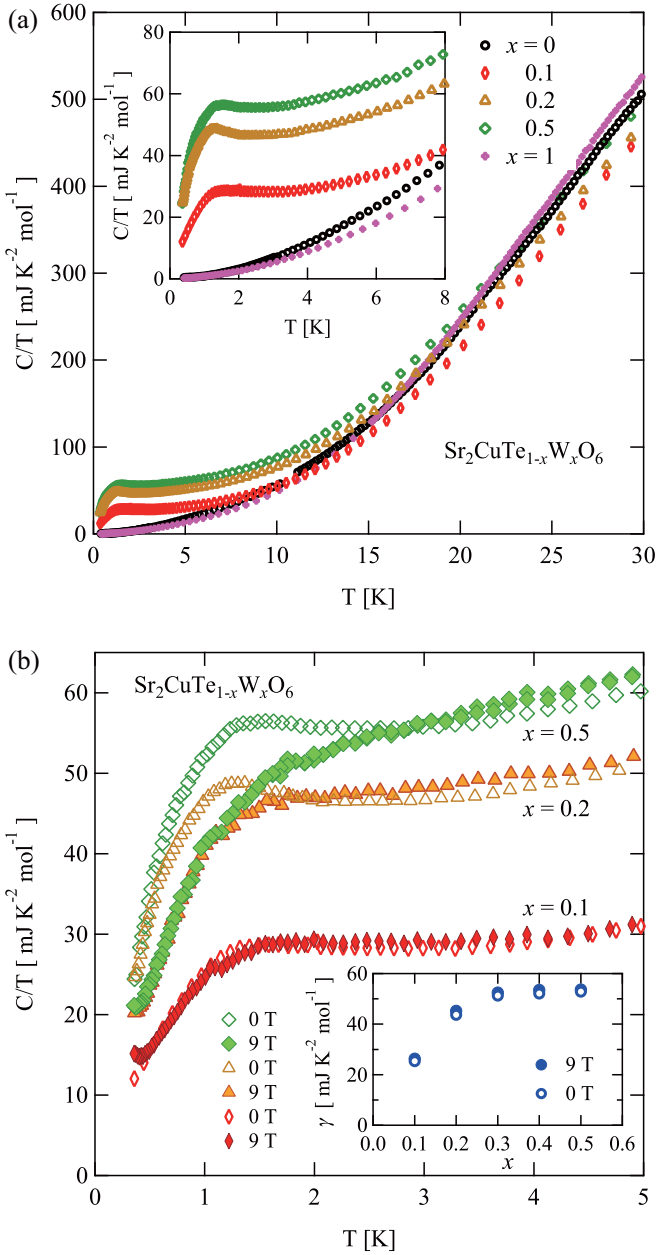 (a)
600
500
400
300
200
100
0
C/T [ mJ K⁻² mol⁻¹ ]
0
5
10
15
20
25
30
T [K]
80
60
40
20
0
C/T [ mJ K⁻² mol⁻¹ ]
0
2
4
6
8
T [K]
x = 0
0.1
0.2
0.5
x = 1
Sr₂CuTe₁₋ₓWₓO₆
(b)
Sr₂CuTe₁₋ₓWₓO₆
60
50
40
30
20
10
0
C/T [ mJ K⁻² mol⁻¹ ]
x = 0.5
x = 0.2
x = 0.1
0 T
9 T
0 T
9 T
0 T
9 T
60
40
20
0
γ [ mJ K⁻² mol⁻¹ ]
9 T
0 T
0.0
0.1
0.2
0.3
0.4
0.5
0.6
x
0
1
2
3
4
5
T [K]